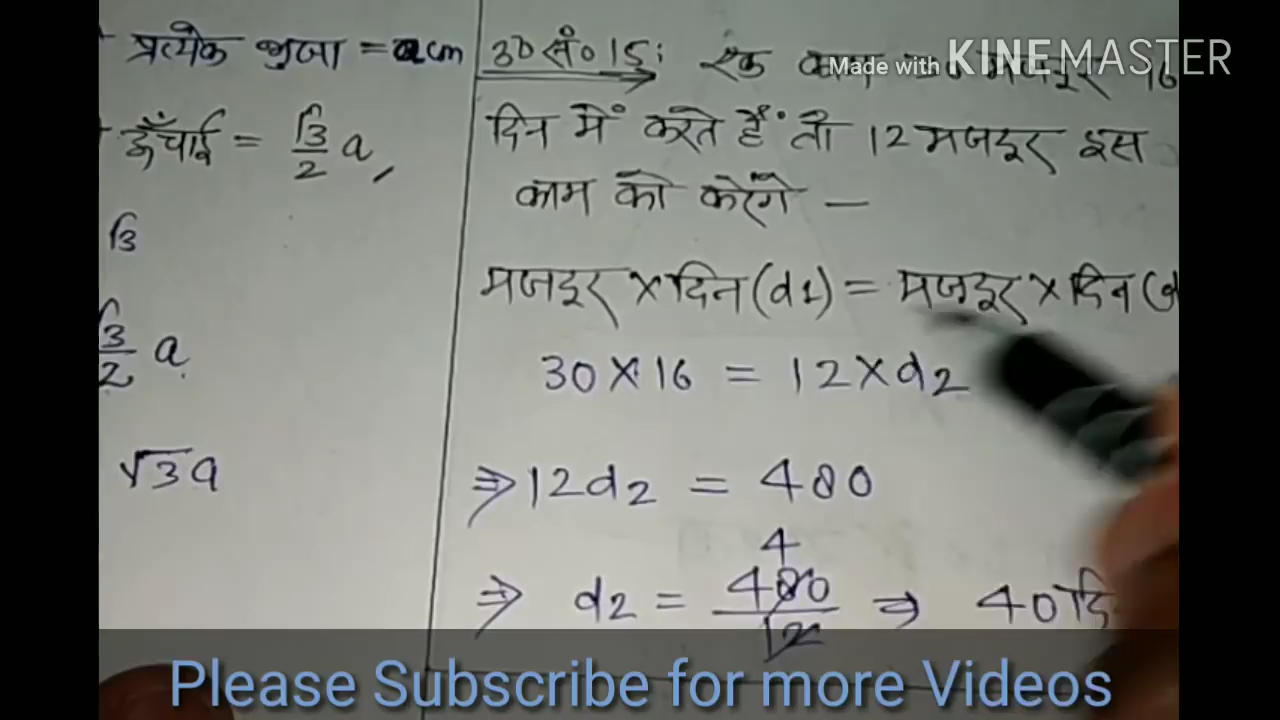 प्रत्येक भुजा = a cm
ऊँचाई = √3/2 a,
√3
√3/2 a
√3a
उ० सं० 15:
Made with KINEMASTER
दिन में करते हैं तो 12 मजदूर इस
काम को करेंगे —
मजदूर × दिन (d1) = मजदूर × दिन (
30 × 16 = 12 × d2
⇒ 12d2 = 480
4
⇒ d2 = 480/12 ⇒ 40 दि
Please Subscribe for more Videos